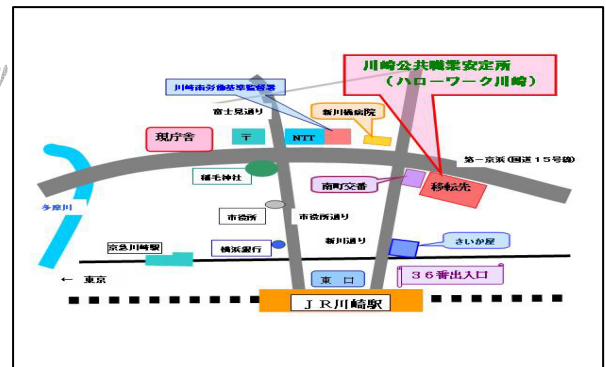 川崎公共職業安定所
（ハローワーク川崎）
川崎南労働基準監督署
富士見通り
新川橋病院
現庁舎
〒
NTT
第一京浜(国道15号線)
稲毛神社
南町交番
移転先
多摩川
市役所
市役所通り
京急川崎駅
横浜銀行
新川通り
さいか屋
← 東京
東 口
３６番出入口
ＪＲ川崎駅